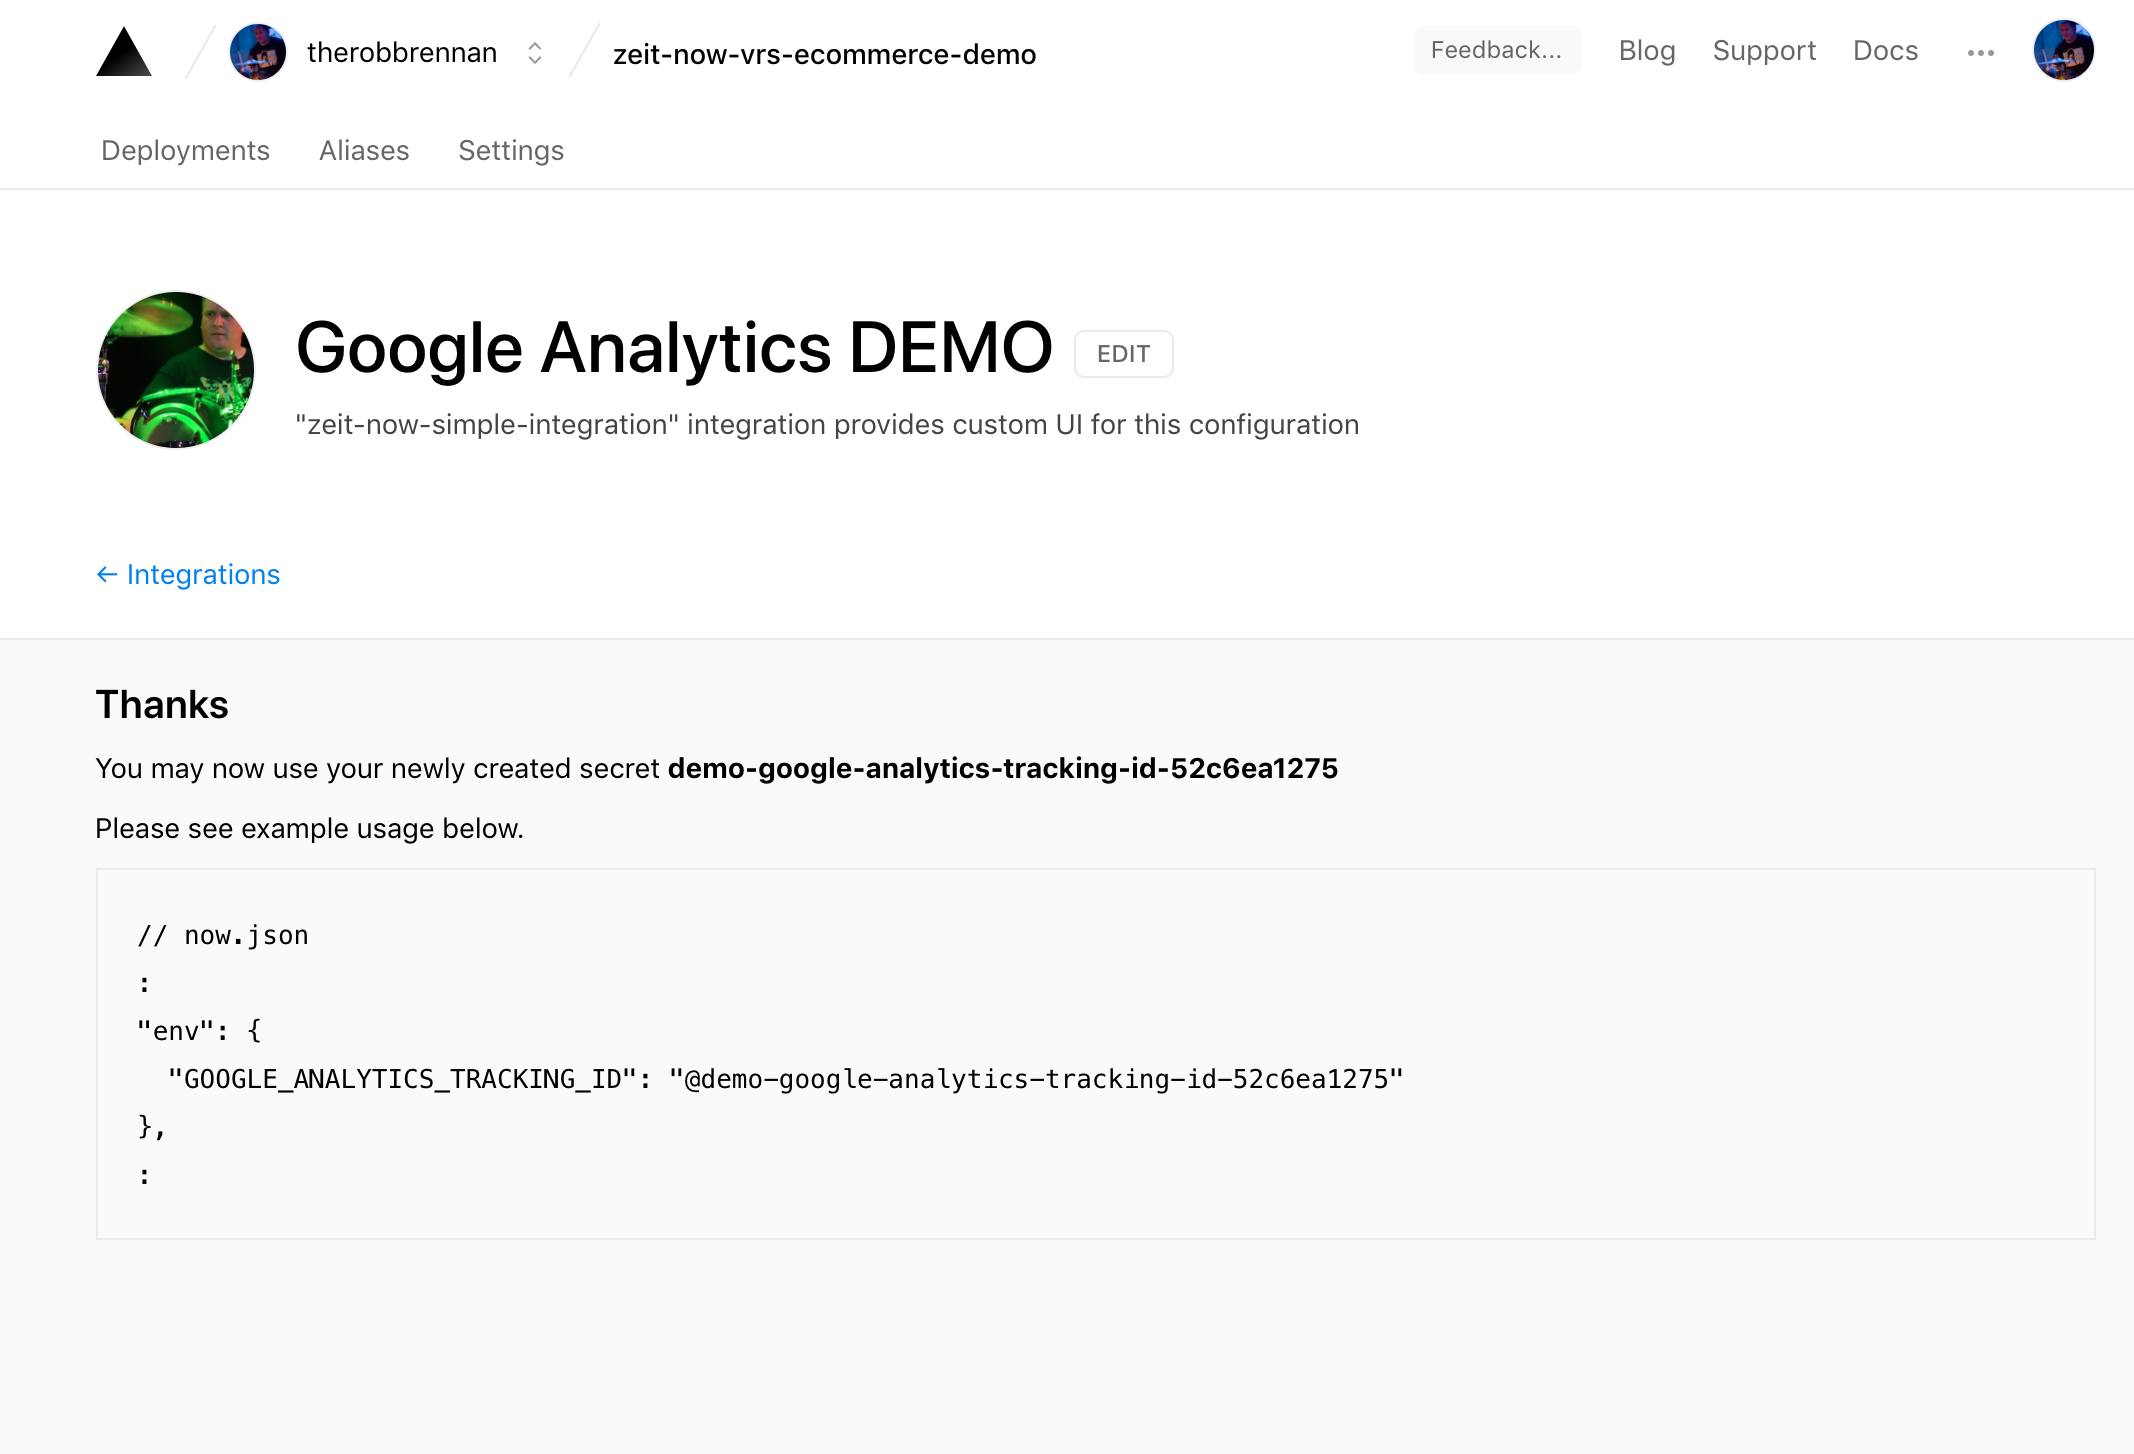 therobbrennan zeit-now-vrs-ecommerce-demo Feedback... Blog Support Docs
Deployments Aliases Settings
Google Analytics DEMO EDIT
"zeit-now-simple-integration" integration provides custom UI for this configuration
← Integrations
Thanks
You may now use your newly created secret demo-google-analytics-tracking-id-52c6ea1275
Please see example usage below.
// now.json
:
"env": {
  "GOOGLE_ANALYTICS_TRACKING_ID": "@demo-google-analytics-tracking-id-52c6ea1275"
},
: